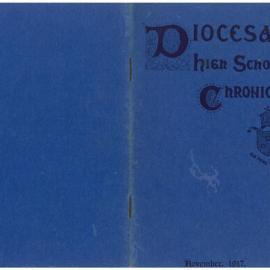 DIOCESA
HIGH SCHO
CHRONIC
November, 1917.